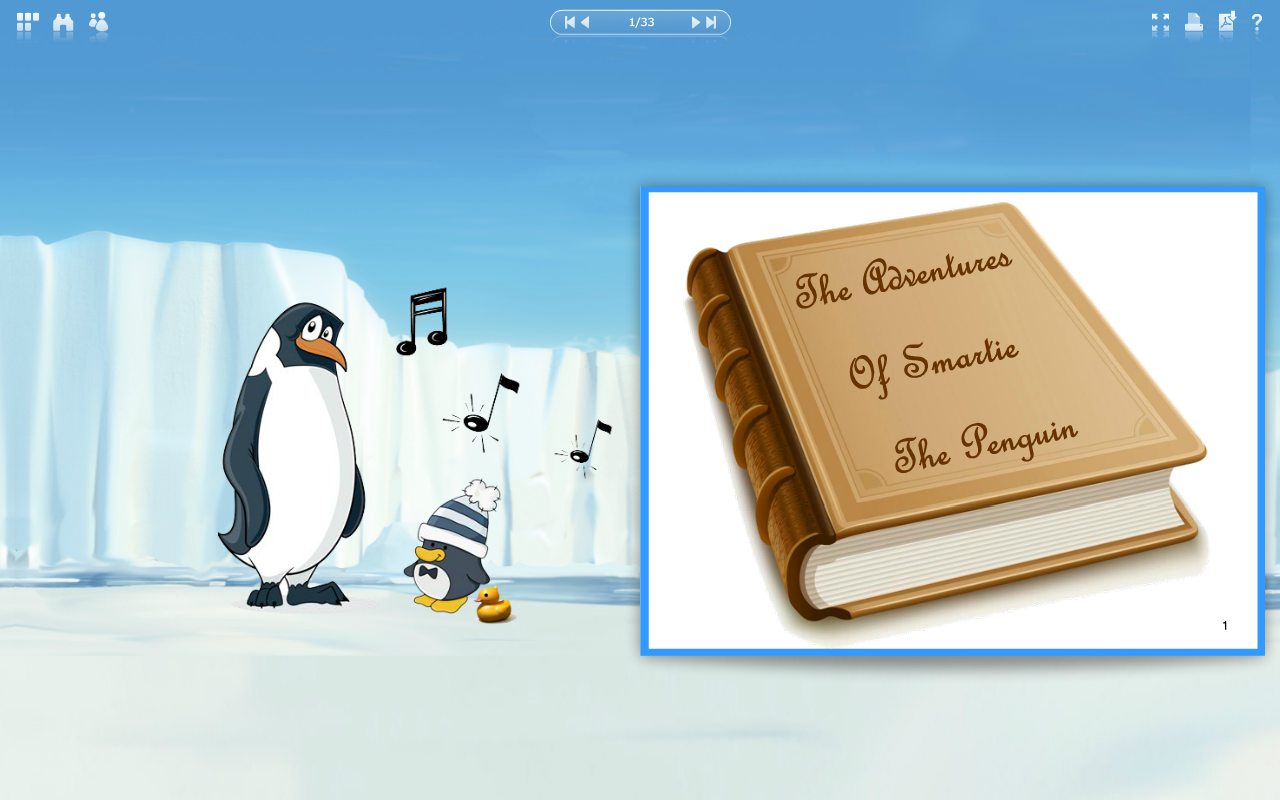 1/33
?
The Adventures
Of Smartie
The Penguin
1